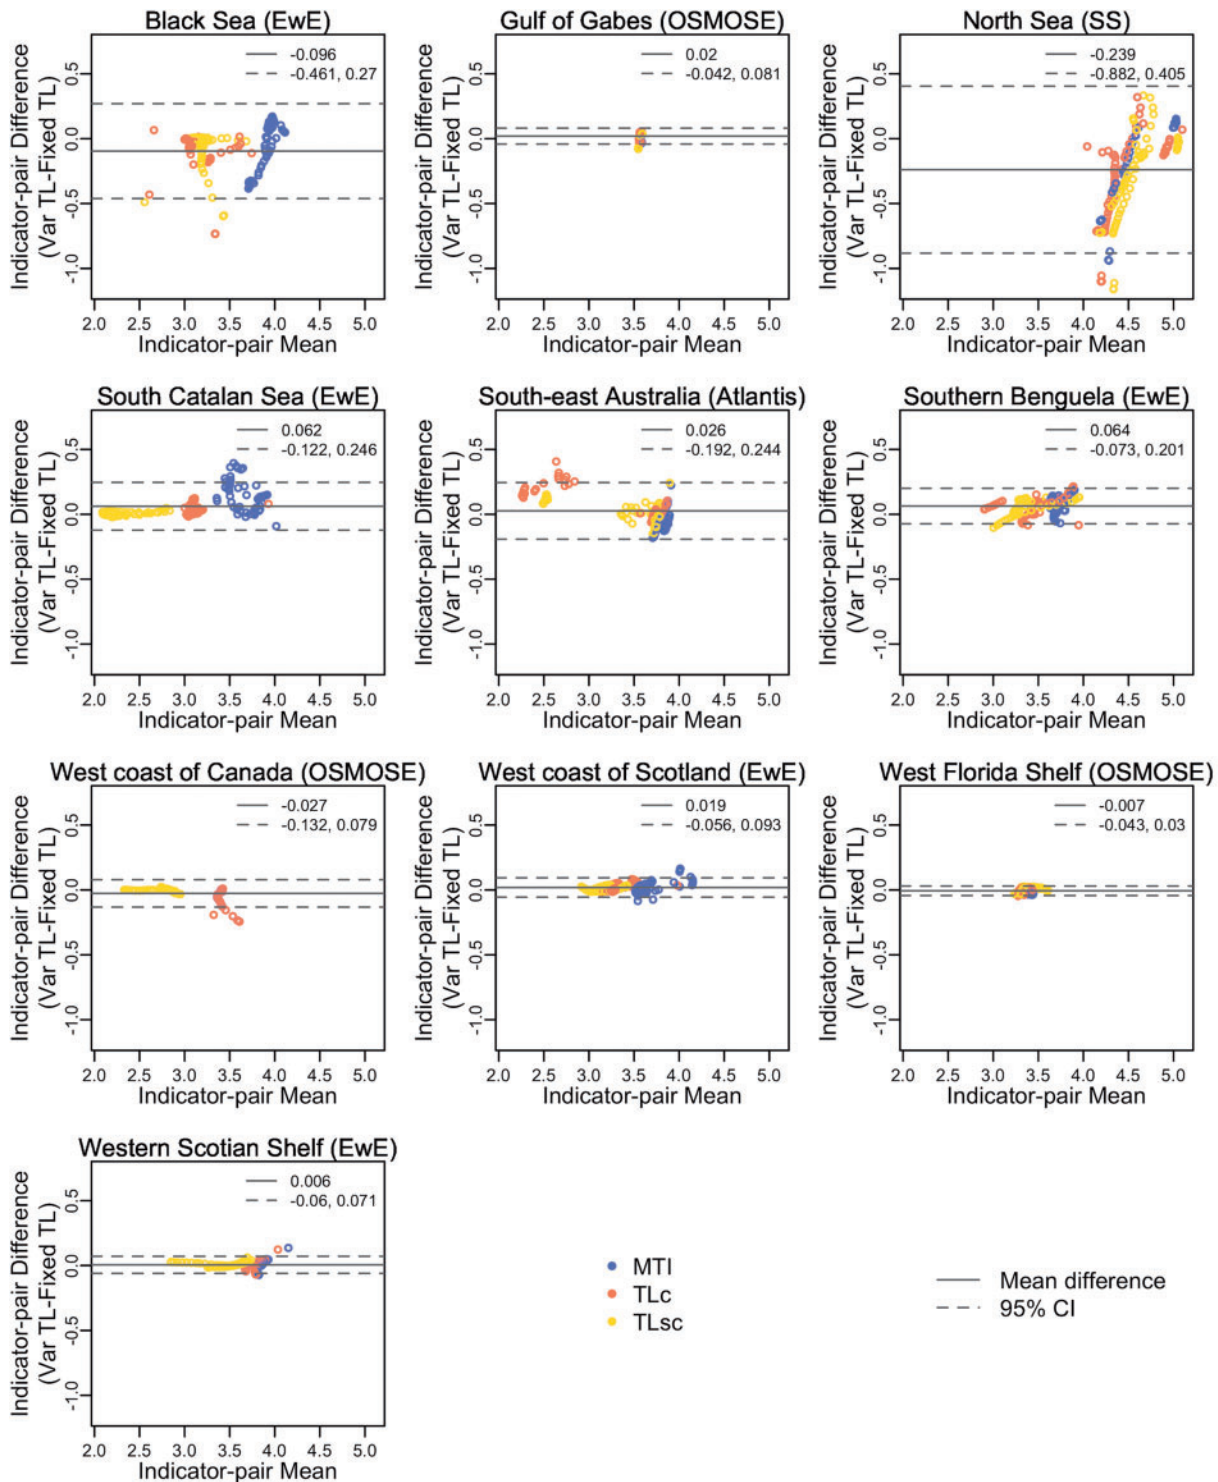 Black Sea (EwE)
Indicator-pair Difference
(Var TL-Fixed TL)
0.5
0.0
-0.5
-1.0
-0.096
-0.461, 0.27
2.0 2.5 3.0 3.5 4.0 4.5 5.0
Indicator-pair Mean
Gulf of Gabes (OSMOSE)
Indicator-pair Difference
(Var TL-Fixed TL)
0.5
0.0
-0.5
-1.0
0.02
-0.042, 0.081
2.0 2.5 3.0 3.5 4.0 4.5 5.0
Indicator-pair Mean
North Sea (SS)
Indicator-pair Difference
(Var TL-Fixed TL)
0.5
0.0
-0.5
-1.0
-0.239
-0.882, 0.405
2.0 2.5 3.0 3.5 4.0 4.5 5.0
Indicator-pair Mean
South Catalan Sea (EwE)
Indicator-pair Difference
(Var TL-Fixed TL)
0.5
0.0
-0.5
-1.0
0.062
-0.122, 0.246
2.0 2.5 3.0 3.5 4.0 4.5 5.0
Indicator-pair Mean
South-east Australia (Atlantis)
Indicator-pair Difference
(Var TL-Fixed TL)
0.5
0.0
-0.5
-1.0
0.026
-0.192, 0.244
2.0 2.5 3.0 3.5 4.0 4.5 5.0
Indicator-pair Mean
Southern Benguela (EwE)
Indicator-pair Difference
(Var TL-Fixed TL)
0.5
0.0
-0.5
-1.0
0.064
-0.073, 0.201
2.0 2.5 3.0 3.5 4.0 4.5 5.0
Indicator-pair Mean
West coast of Canada (OSMOSE)
Indicator-pair Difference
(Var TL-Fixed TL)
0.5
0.0
-0.5
-1.0
-0.027
-0.132, 0.079
2.0 2.5 3.0 3.5 4.0 4.5 5.0
Indicator-pair Mean
West coast of Scotland (EwE)
Indicator-pair Difference
(Var TL-Fixed TL)
0.5
0.0
-0.5
-1.0
0.019
-0.056, 0.093
2.0 2.5 3.0 3.5 4.0 4.5 5.0
Indicator-pair Mean
West Florida Shelf (OSMOSE)
Indicator-pair Difference
(Var TL-Fixed TL)
0.5
0.0
-0.5
-1.0
-0.007
-0.043, 0.03
2.0 2.5 3.0 3.5 4.0 4.5 5.0
Indicator-pair Mean
Western Scotian Shelf (EwE)
Indicator-pair Difference
(Var TL-Fixed TL)
0.5
0.0
-0.5
-1.0
0.006
-0.06, 0.071
2.0 2.5 3.0 3.5 4.0 4.5 5.0
Indicator-pair Mean
MTI
TLc
TLsc
Mean difference
95% CI